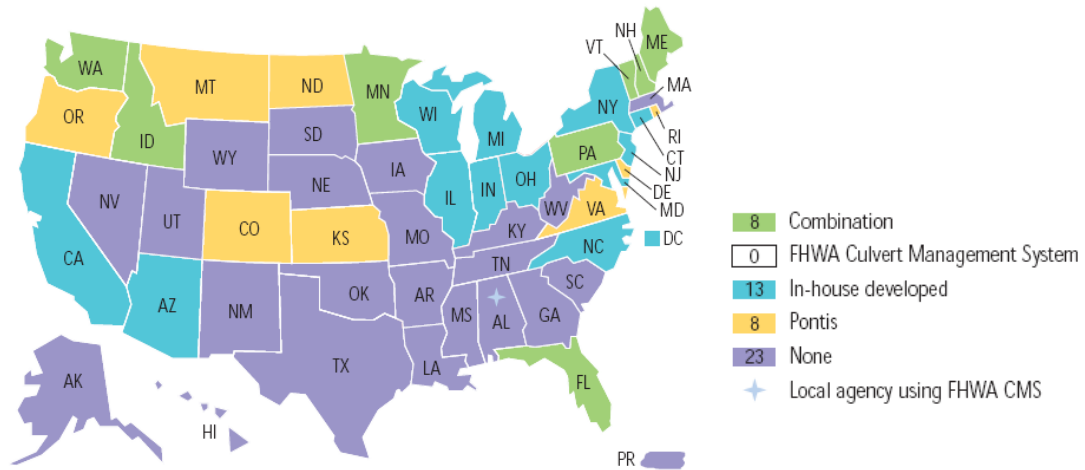 NH
ME
VT
WA
MT
ND
MN
MA
OR
WI
NY
ID
SD
MI
RI
WY
PA
CT
IA
NJ
NE
OH
DE
NV
IL
IN
MD
UT
WV
VA
CO
KS
MO
KY
DC
CA
NC
TN
AZ
OK
AR
SC
NM
MS
AL
GA
TX
LA
AK
FL
HI
PR
8 Combination
0 FHWA Culvert Management System
13 In-house developed
8 Pontis
23 None
Local agency using FHWA CMS